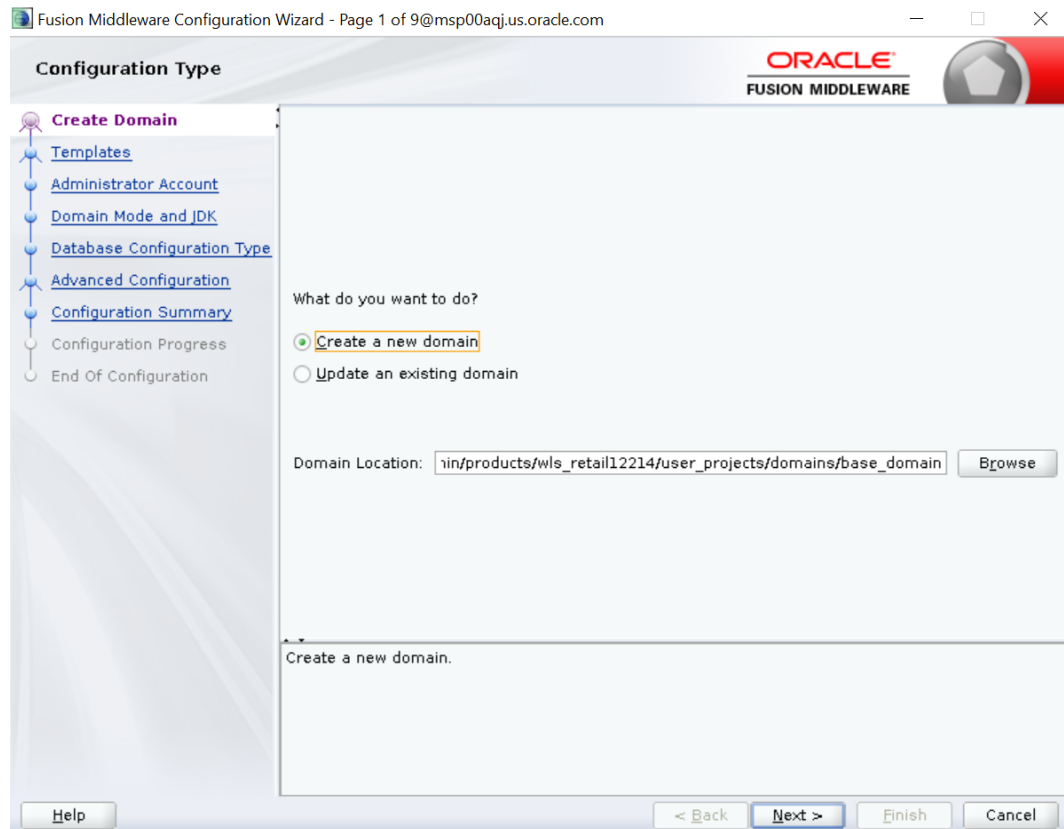 Fusion Middleware Configuration Wizard - Page 1 of 9@msp00aqj.us.oracle.com
Configuration Type
ORACLE
FUSION MIDDLEWARE
Create Domain
Templates
Administrator Account
Domain Mode and JDK
Database Configuration Type
Advanced Configuration
Configuration Summary
Configuration Progress
End Of Configuration
What do you want to do?
Create a new domain
Update an existing domain
Domain Location: in/products/wls_retail12214/user_projects/domains/base_domain Browse
Create a new domain.
Help < Back Next > Finish Cancel